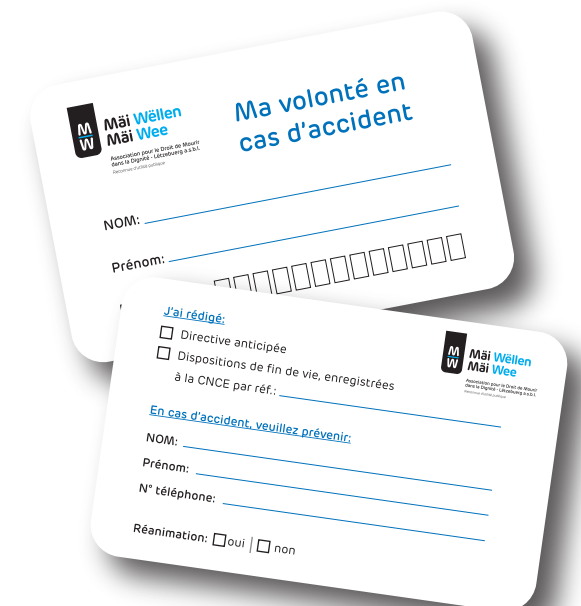 M
W
Mäi Wëllen
Mäi Wee
Association pour le Droit de Mourir
dans la Dignité - Lëtzebuerg a.s.b.l.
Reconnue d'utilité publique
Ma volonté en
cas d'accident
NOM:
Prénom:
J'ai rédigé:
Directive anticipée
Dispositions de fin de vie, enregistrées
à la CNCE par réf.:
M
W
Mäi Wëllen
Mäi Wee
Association pour le Droit de Mourir
dans la Dignité - Lëtzebuerg a.s.b.l.
Reconnue d'utilité publique
En cas d'accident, veuillez prévenir:
NOM:
Prénom:
N° téléphone:
Réanimation: oui | non